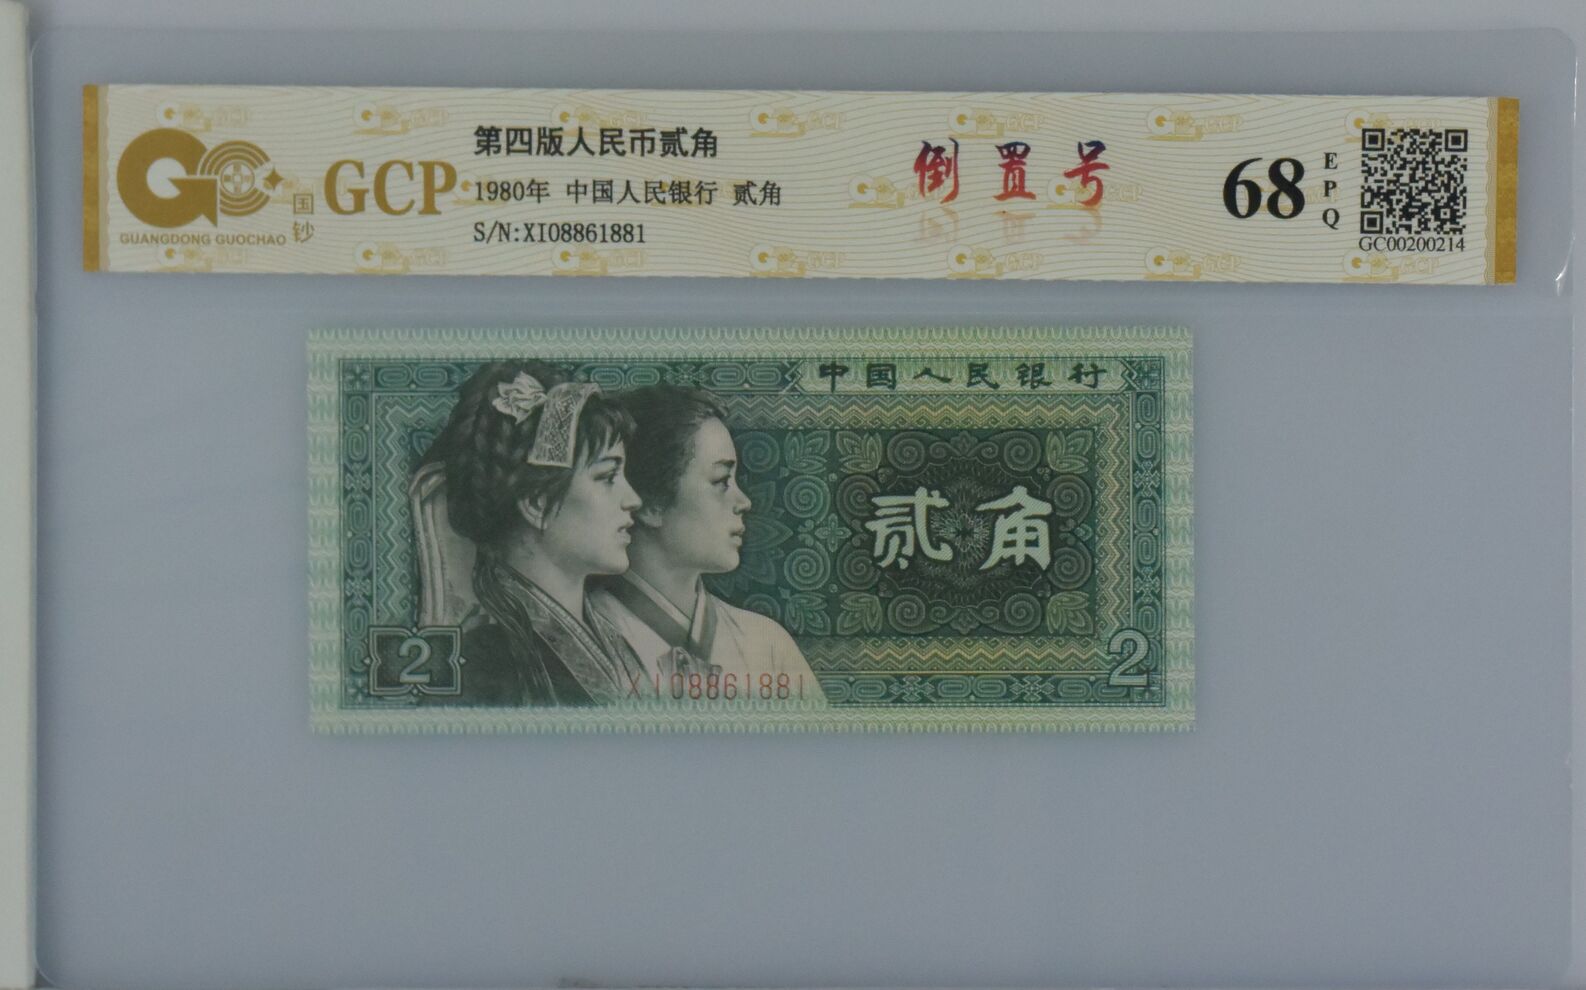 第四版人民币贰角
1980年 中国人民银行 贰角
S/N:XI08861881
GCP
国钞
GUANGDONG GUOCHAO
倒置号
68
EPQ
GC00200214
中国人民银行
贰角
2
2
XI08861881